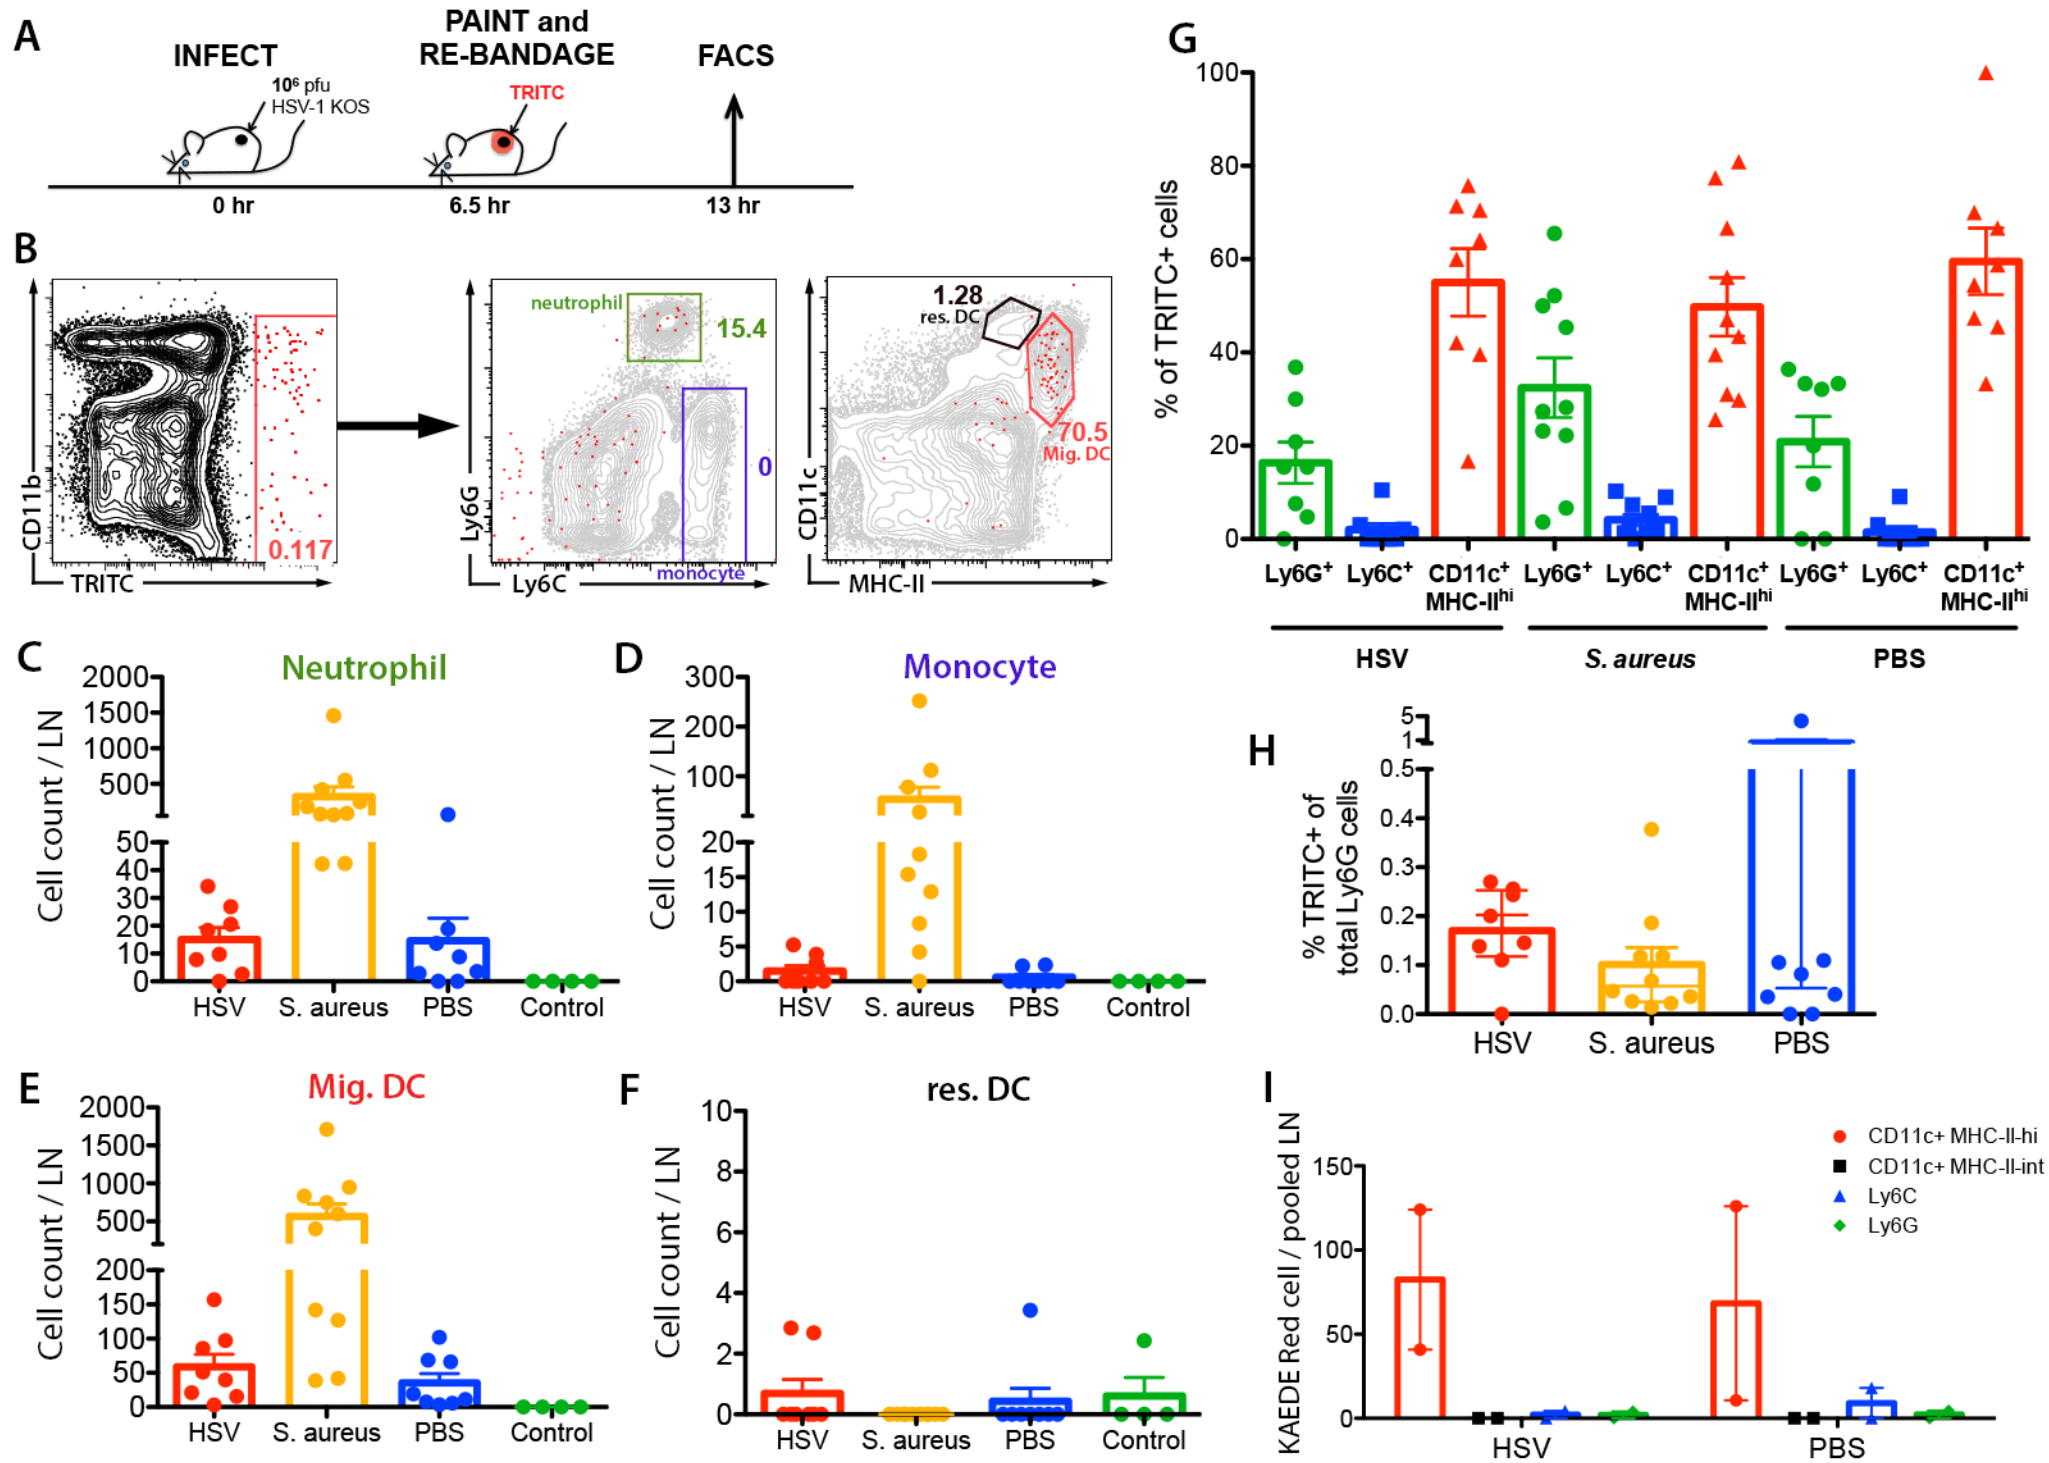 A
INFECT
10⁶ pfu
HSV-1 KOS
PAINT and
RE-BANDAGE
TRITC
FACS
0 hr
6.5 hr
13 hr
B
CD11b
TRITC
0.117
Ly6G
Ly6C
neutrophil
15.4
0
monocyte
CD11c
MHC-II
1.28
res. DC
70.5
Mig. DC
C
Neutrophil
Cell count / LN
2000
1500
1000
500
50
40
30
20
10
0
HSV
S. aureus
PBS
Control
D
Monocyte
Cell count / LN
300
200
100
20
15
10
5
0
HSV
S. aureus
PBS
Control
E
Mig. DC
Cell count / LN
2000
1500
1000
500
200
150
100
50
0
HSV
S. aureus
PBS
Control
F
res. DC
Cell count / LN
10
8
6
4
2
0
HSV
S. aureus
PBS
Control
G
% of TRITC+ cells
100
80
60
40
20
0
Ly6G⁺
Ly6C⁺
CD11c⁺
MHC-IIʰⁱ
Ly6G⁺
Ly6C⁺
CD11c⁺
MHC-IIʰⁱ
Ly6G⁺
Ly6C⁺
CD11c⁺
MHC-IIʰⁱ
HSV
S. aureus
PBS
H
% TRITC+ of
total Ly6G cells
5
1
0.5
0.4
0.3
0.2
0.1
0.0
HSV
S. aureus
PBS
I
KAEDE Red cell / pooled LN
150
100
50
0
HSV
PBS
CD11c+ MHC-II-hi
CD11c+ MHC-II-int
Ly6C
Ly6G